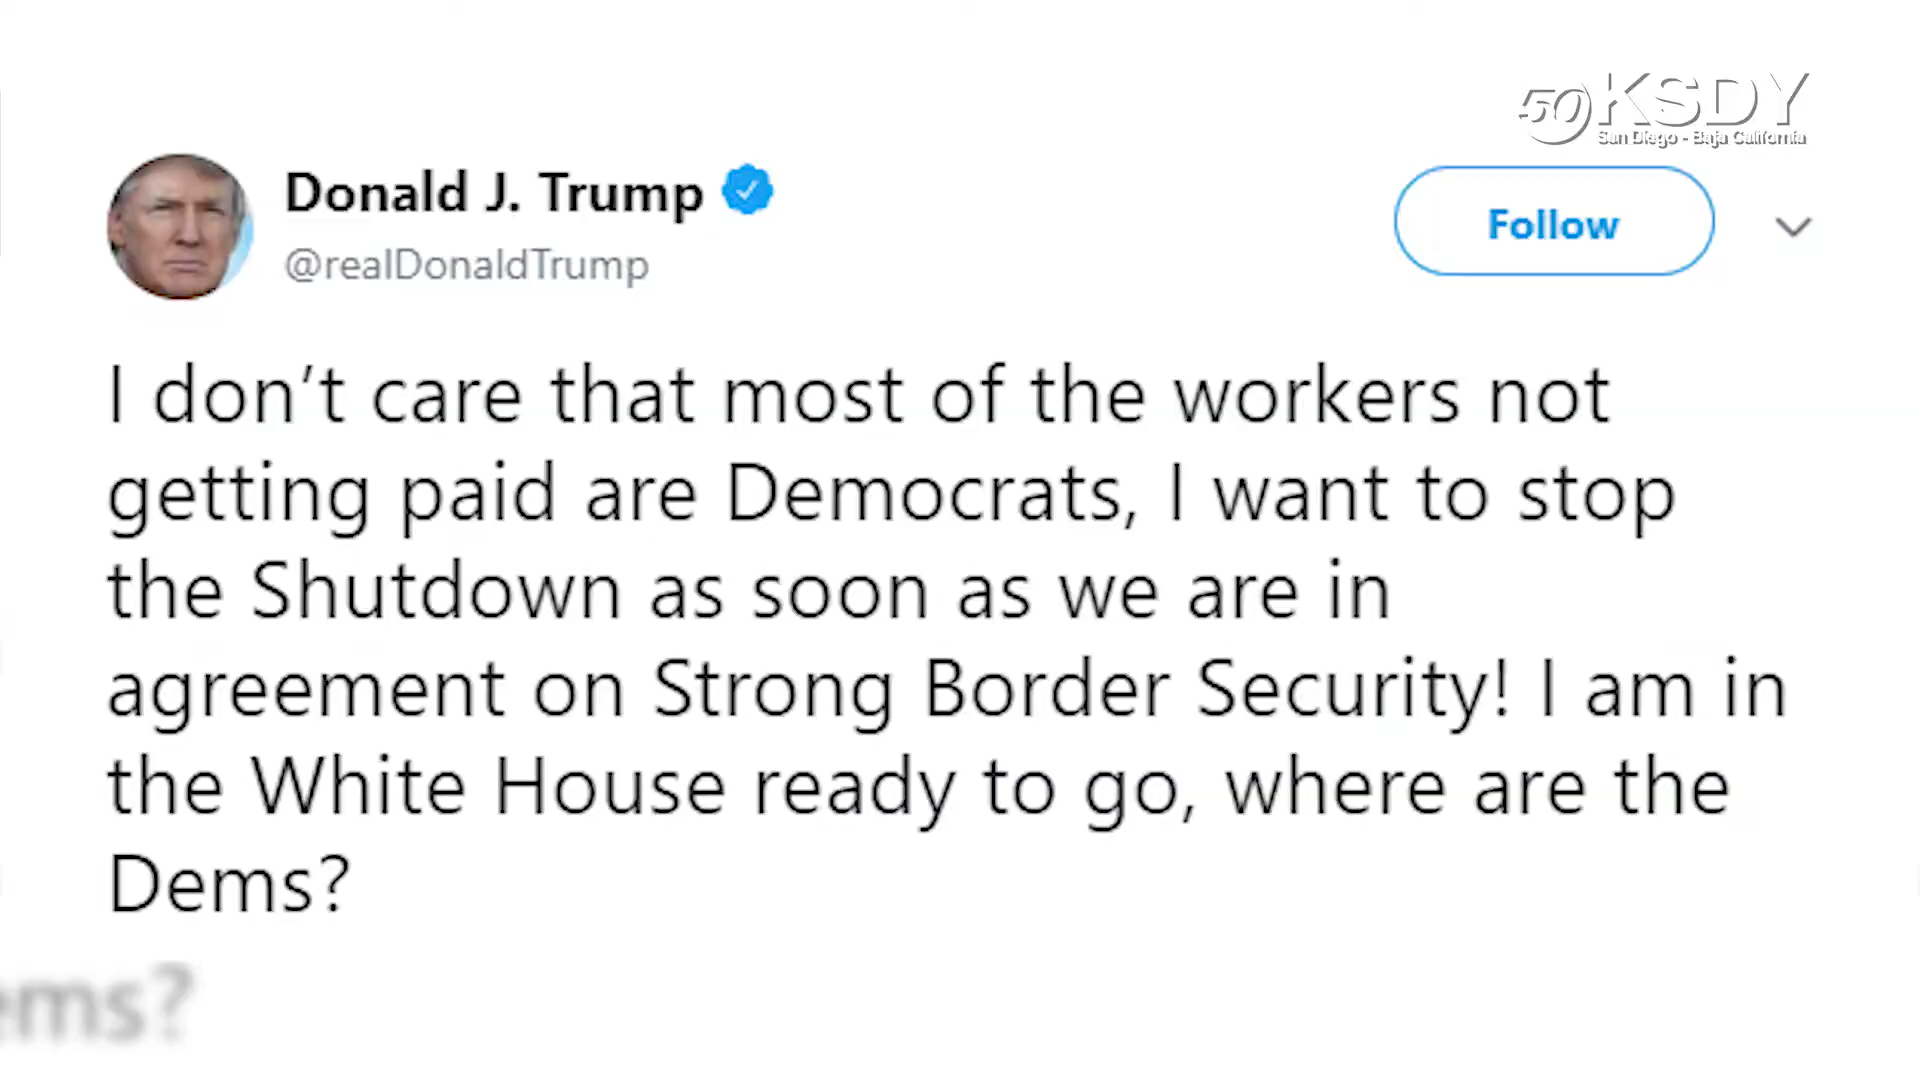 50 KSDY
San Diego - Baja California
Donald J. Trump
@realDonaldTrump
Follow
I don’t care that most of the workers not
getting paid are Democrats, I want to stop
the Shutdown as soon as we are in
agreement on Strong Border Security! I am in
the White House ready to go, where are the
Dems?
ems?